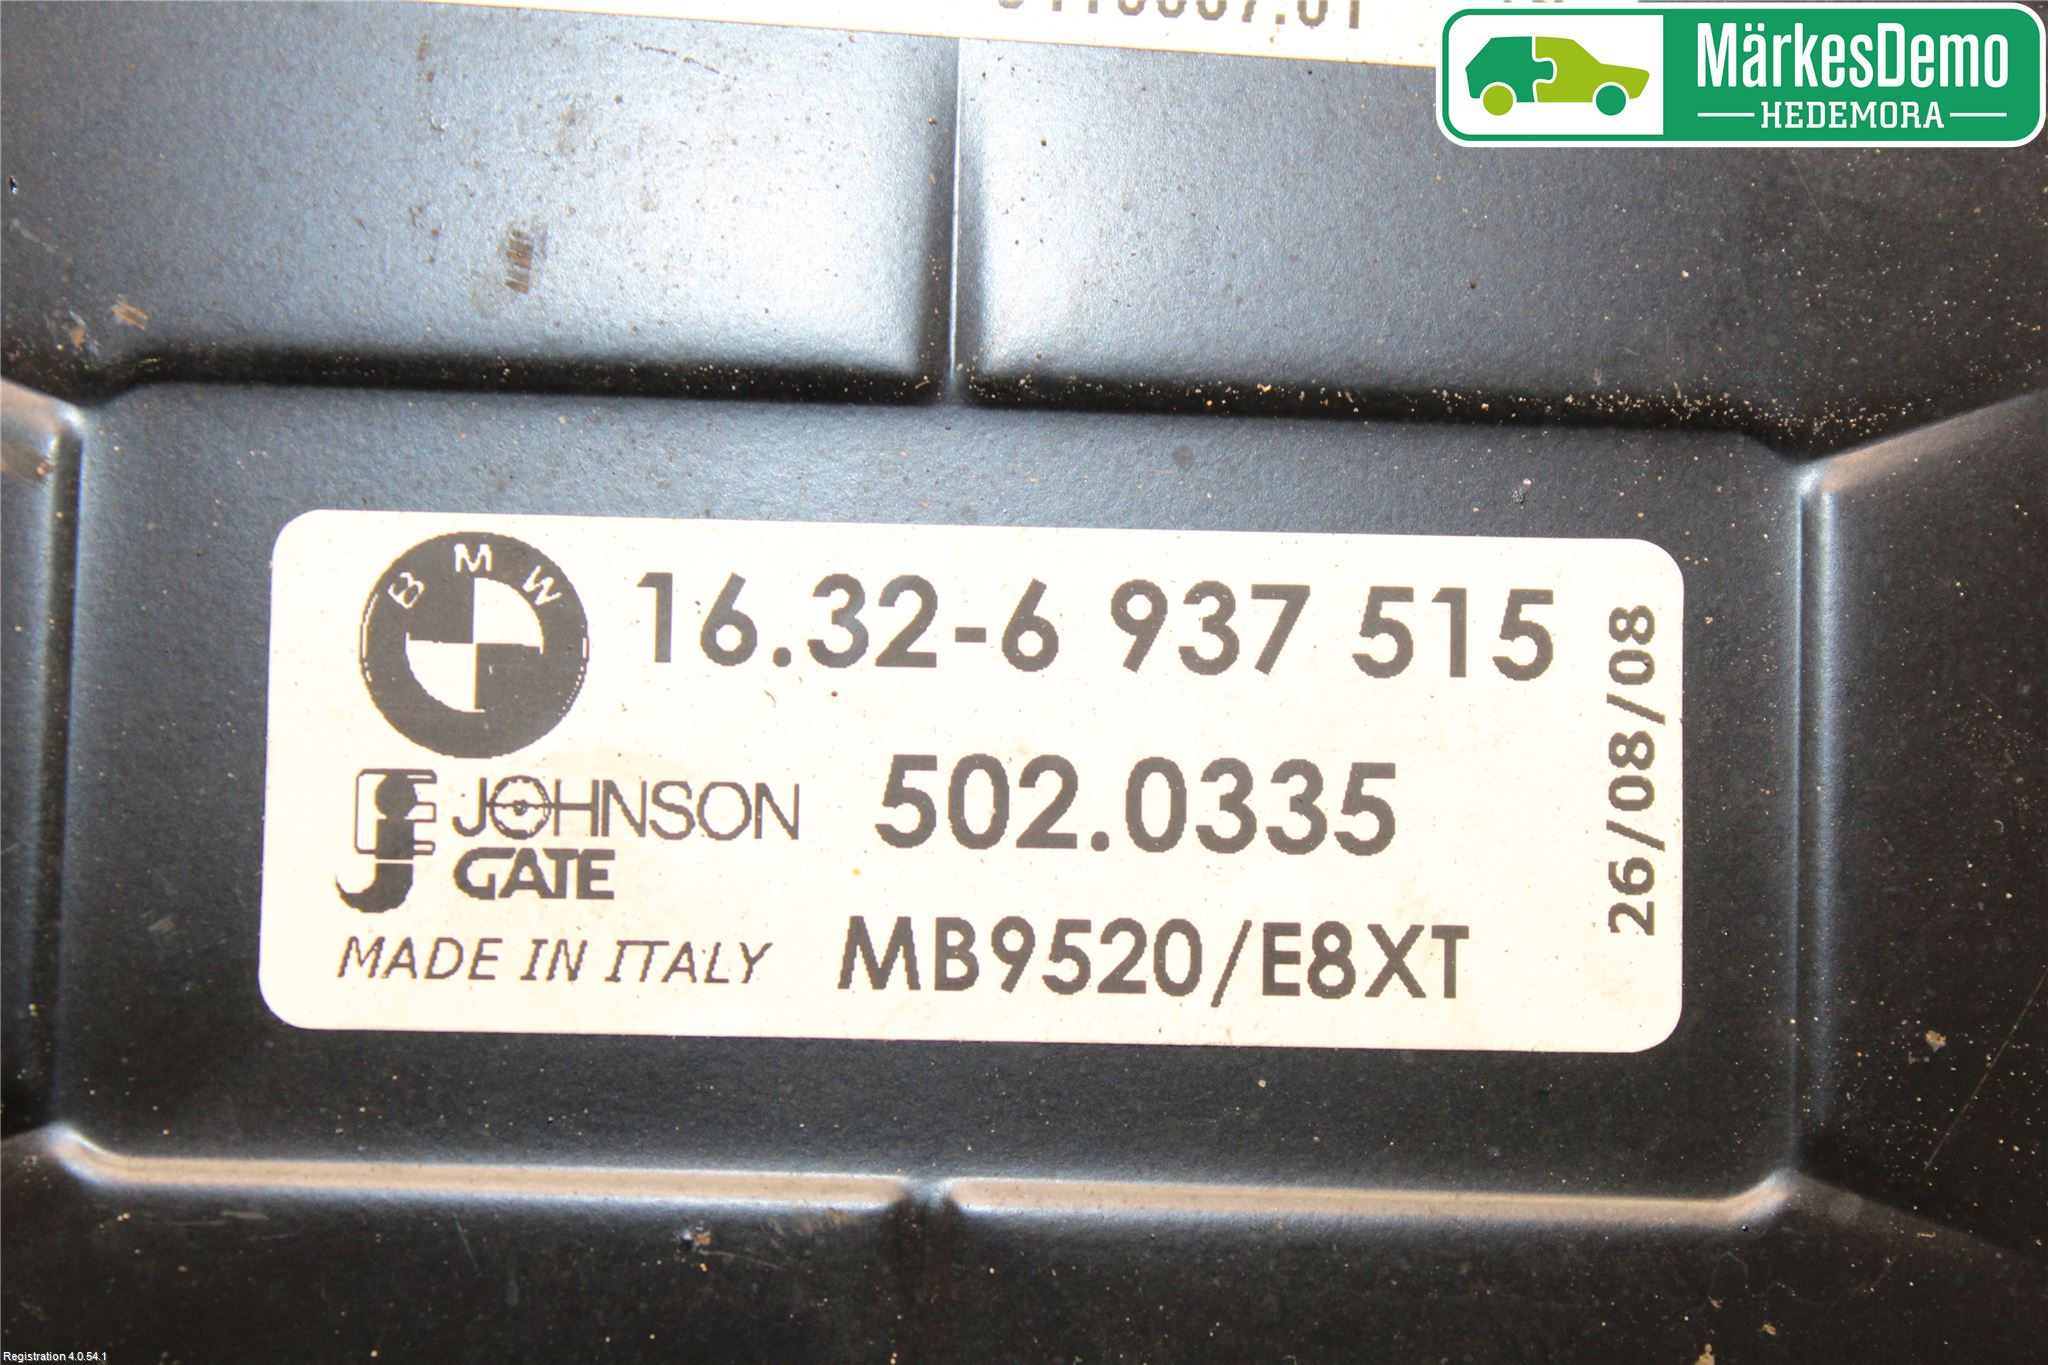 MärkesDemo
HEDEMORA
BMW
16.32-6 937 515
JOHNSON
GATE
502.0335
MADE IN ITALY
MB9520/E8XT
26/08/08
Registration 4.0.54.1